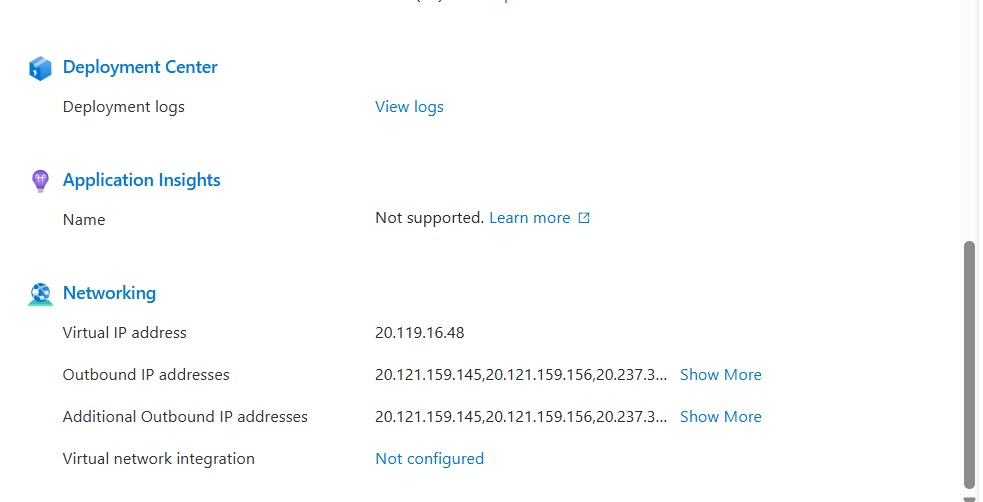 Deployment Center
Deployment logs View logs
Application Insights
Name Not supported. Learn more
Networking
Virtual IP address 20.119.16.48
Outbound IP addresses 20.121.159.145,20.121.159.156,20.237.3... Show More
Additional Outbound IP addresses 20.121.159.145,20.121.159.156,20.237.3... Show More
Virtual network integration Not configured